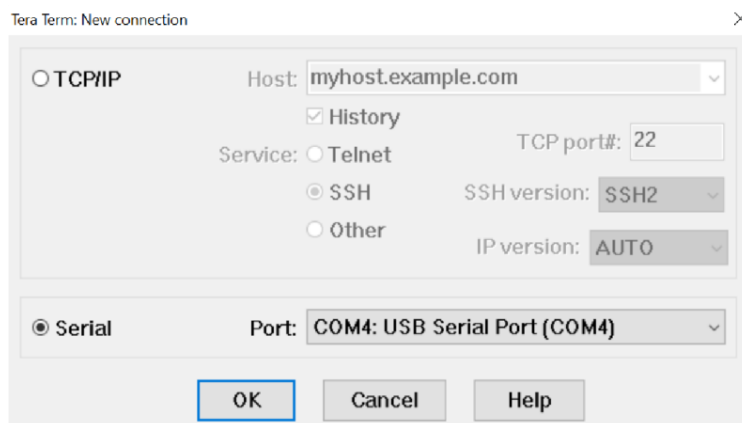 Tera Term: New connection
TCP/IP
Host: myhost.example.com
History
Service: Telnet
TCP port#: 22
SSH
SSH version: SSH2
Other
IP version: AUTO
Serial
Port: COM4: USB Serial Port (COM4)
OK Cancel Help